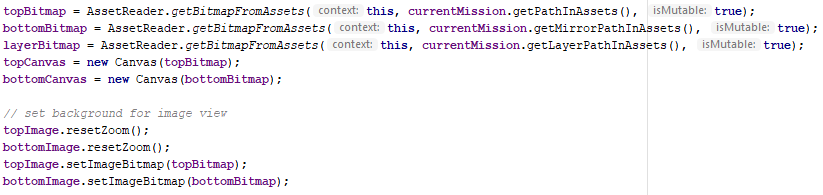 topBitmap = AssetReader.getBitmapFromAssets( context: this, currentMission.getPathInAssets(), isMutable: true);
bottomBitmap = AssetReader.getBitmapFromAssets( context: this, currentMission.getMirrorPathInAssets(), isMutable: true);
layerBitmap = AssetReader.getBitmapFromAssets( context: this, currentMission.getLayerPathInAssets(), isMutable: true);
topCanvas = new Canvas(topBitmap);
bottomCanvas = new Canvas(bottomBitmap);
// set background for image view
topImage.resetZoom();
bottomImage.resetZoom();
topImage.setImageBitmap(topBitmap);
bottomImage.setImageBitmap(bottomBitmap);